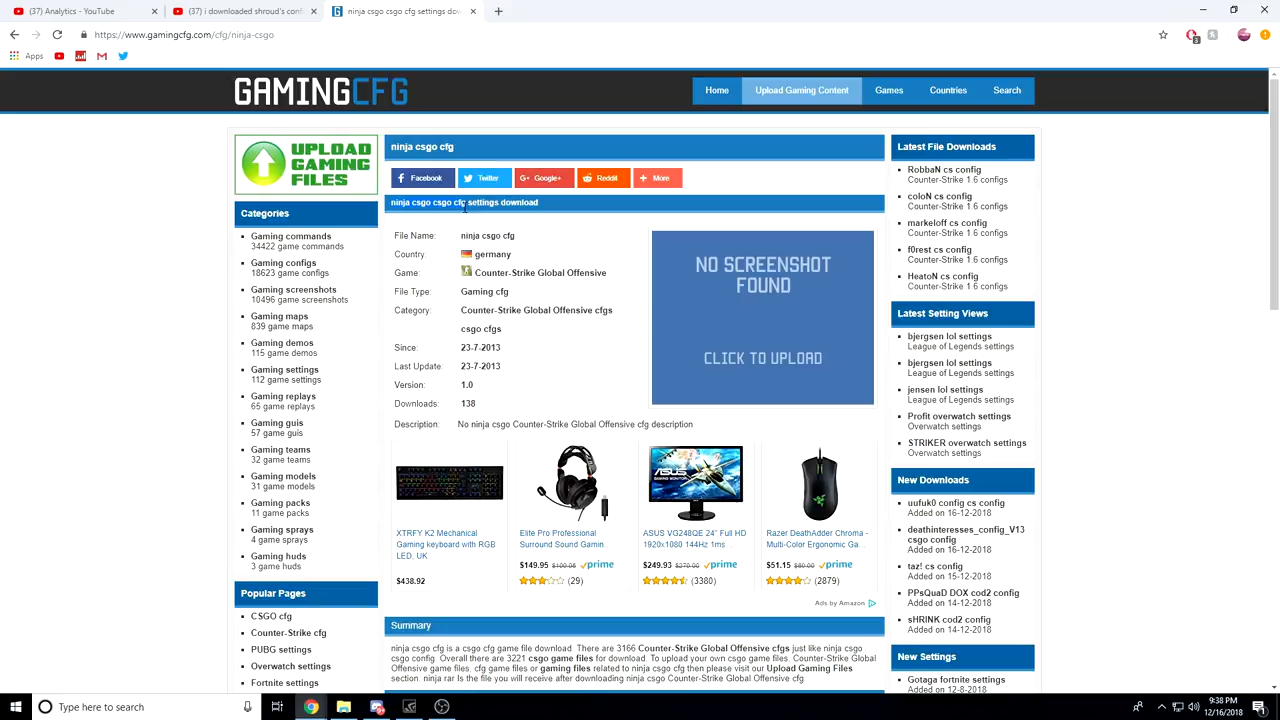 (37) Analytics - YouTube
(37) i downloaded shroud's conf
ninja csgo csgo cfg settings dow
https://www.gamingcfg.com/cfg/ninja-csgo
Apps
GAMINGCFG
Home
Upload Gaming Content
Games
Countries
Search
UPLOAD
GAMING
FILES
Categories
Gaming commands
34422 game commands
Gaming configs
18623 game configs
Gaming screenshots
10496 game screenshots
Gaming maps
839 game maps
Gaming demos
115 game demos
Gaming settings
112 game settings
Gaming replays
65 game replays
Gaming guis
57 game guis
Gaming teams
32 game teams
Gaming models
31 game models
Gaming packs
11 game packs
Gaming sprays
4 game sprays
Gaming huds
3 game huds
Popular Pages
CSGO cfg
Counter-Strike cfg
PUBG settings
Overwatch settings
Fortnite settings
ninja csgo cfg
Facebook
Twitter
G+ Google+
Reddit
+ More
ninja csgo csgo cfg settings download
File Name: ninja csgo cfg
Country: germany
Game: Counter-Strike Global Offensive
File Type: Gaming cfg
Category: Counter-Strike Global Offensive cfgs
csgo cfgs
Since: 23-7-2013
Last Update: 23-7-2013
Version: 1.0
Downloads: 138
Description: No ninja csgo Counter-Strike Global Offensive cfg description
NO SCREENSHOT
FOUND
CLICK TO UPLOAD
XTRFY K2 Mechanical
Gaming keyboard with RGB
LED, UK
$438.92
Elite Pro Professional
Surround Sound Gamin...
$149.95 prime
(29)
ASUS VG248QE 24" Full HD
1920x1080 144Hz 1ms ...
$249.93 $279.00 prime
(3380)
Razer DeathAdder Chroma -
Multi-Color Ergonomic Ga...
$51.15 prime
(2879)
Ads by Amazon
Summary
ninja csgo cfg is a csgo cfg game file download. There are 3166 Counter-Strike Global Offensive cfgs just like ninja csgo
csgo config. Overall there are 3221 csgo game files for download. To upload your own csgo game files, Counter-Strike Global
Offensive game files, cfg game files or gaming files related to ninja csgo cfg then please visit our Upload Gaming Files
section. ninja rar Is the file you will receive after downloading ninja csgo Counter-Strike Global Offensive cfg.
Latest File Downloads
RobbaN cs config
Counter-Strike 1.6 configs
coloN cs config
Counter-Strike 1.6 configs
markeloff cs config
Counter-Strike 1.6 configs
f0rest cs config
Counter-Strike 1.6 configs
HeatoN cs config
Counter-Strike 1.6 configs
Latest Setting Views
bjergsen lol settings
League of Legends settings
bjergsen lol settings
League of Legends settings
jensen lol settings
League of Legends settings
Profit overwatch settings
Overwatch settings
STRIKER overwatch settings
Overwatch settings
New Downloads
uufuk0 config cs config
Added on 16-12-2018
deathinteresses_config_V13
csgo config
Added on 16-12-2018
taz! cs config
Added on 15-12-2018
PPsQuaD DOX cod2 config
Added on 14-12-2018
sHRINK cod2 config
Added on 14-12-2018
New Settings
Gotaga fortnite settings
Added on 12-8-2018
Type here to search
9:38 PM
12/16/2018